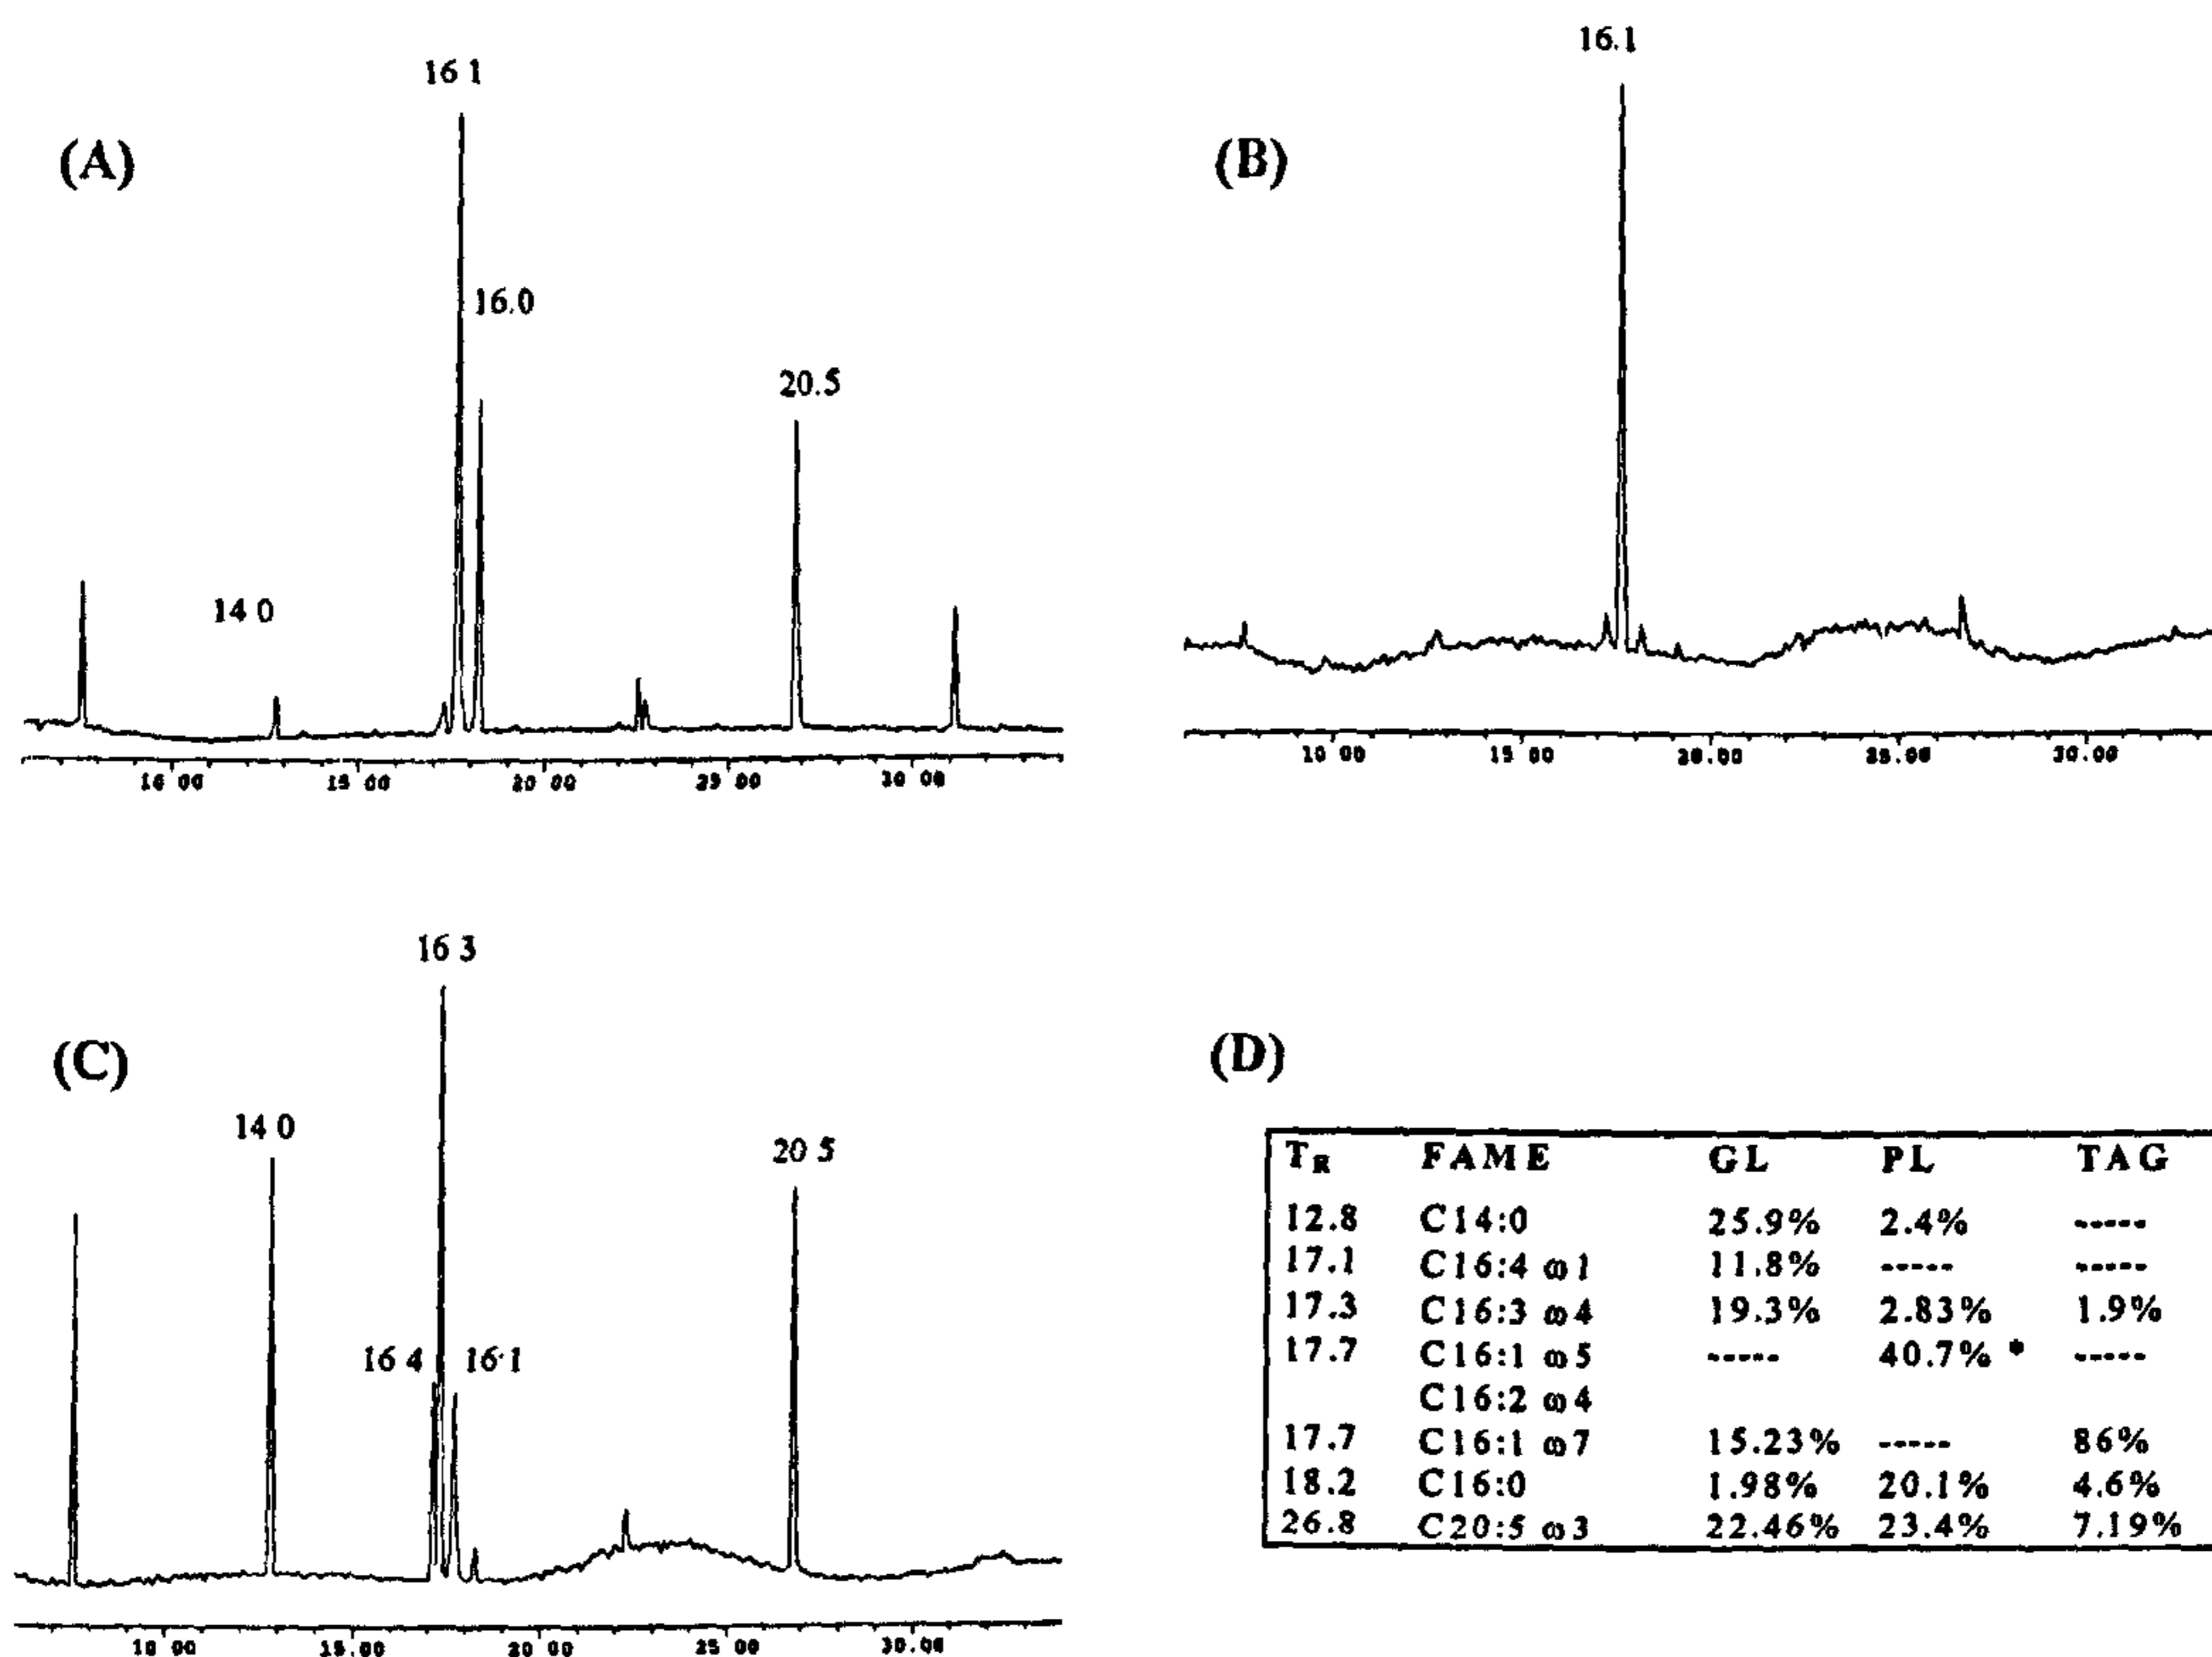 (A)
16 1
16.0
14 0
20.5
10 00 15 00 20 00 25 00 30 00
(B)
16.1
10 00 15 00 20.00 25.00 30.00
(C)
16 3
14 0
16 4 16·1
20 5
10 00 15.00 20 00 25 00 30.00
(D)
TR FAME GL PL TAG
12.8 C14:0 25.9% 2.4% -----
17.1 C16:4 ω1 11.8% ----- -----
17.3 C16:3 ω4 19.3% 2.83% 1.9%
17.7 C16:1 ω5 ----- 40.7% * -----
C16:2 ω4
17.7 C16:1 ω7 15.23% ----- 86%
18.2 C16:0 1.98% 20.1% 4.6%
26.8 C20:5 ω3 22.46% 23.4% 7.19%